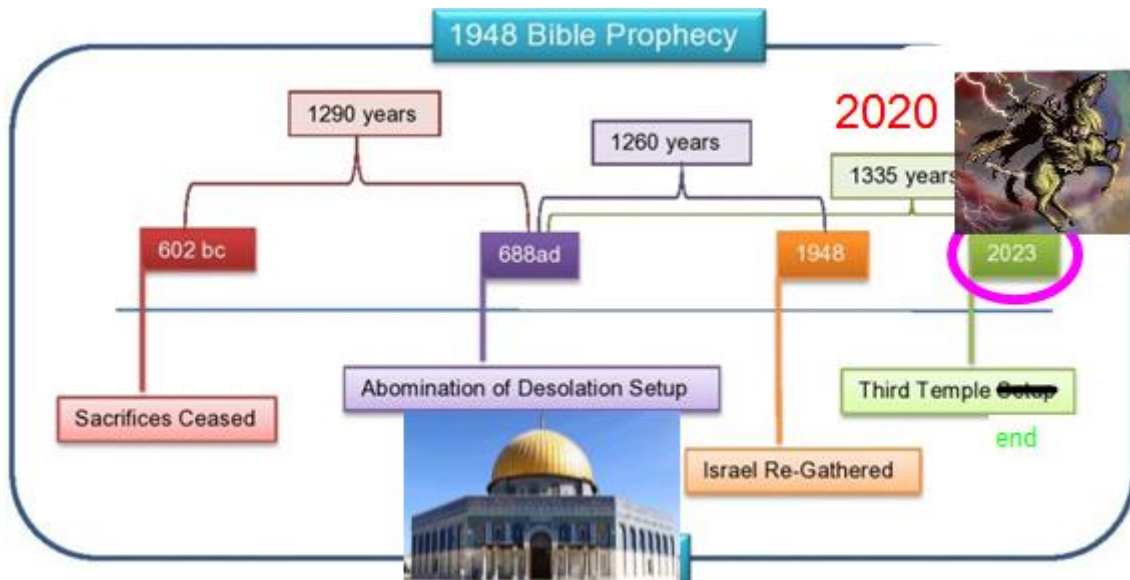 1948 Bible Prophecy
2020
1290 years
1260 years
1335 years
602 bc
688ad
1948
2023
Abomination of Desolation Setup
Third Temple Setup
Sacrifices Ceased
end
Israel Re-Gathered